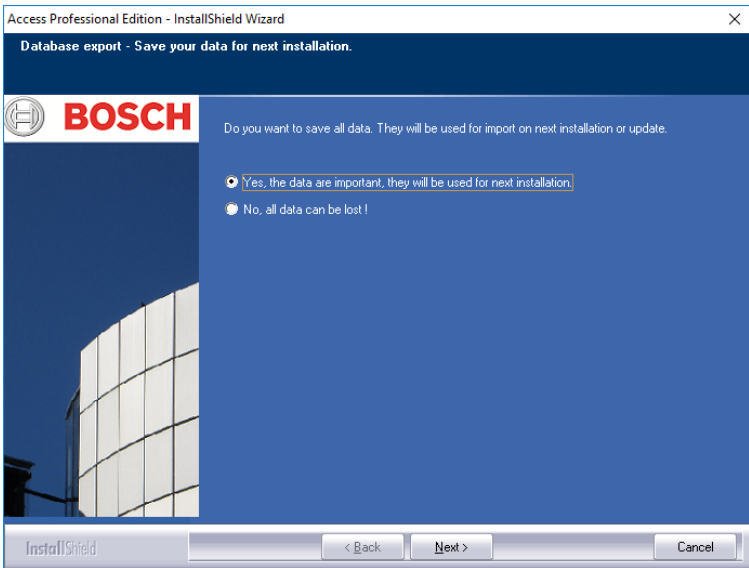 Access Professional Edition - InstallShield Wizard
Database export - Save your data for next installation.
BOSCH
Do you want to save all data. They will be used for import on next installation or update.
Yes, the data are important, they will be used for next installation.
No, all data can be lost !
InstallShield
< Back
Next >
Cancel